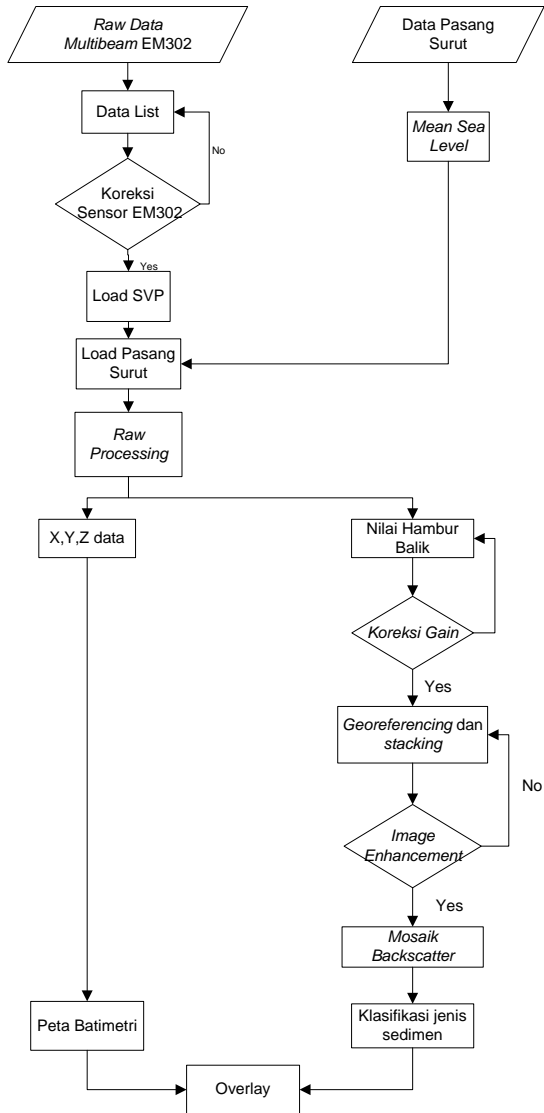 Raw Data
Multibeam EM302
Data Pasang
Surut
Data List
Mean Sea
Level
No
Koreksi
Sensor EM302
Yes
Load SVP
Load Pasang
Surut
Raw
Processing
X,Y,Z data
Nilai Hambur
Balik
Koreksi Gain
Yes
Georeferencing dan
stacking
No
Image
Enhancement
Yes
Mosaik
Backscatter
Peta Batimetri
Klasifikasi jenis
sedimen
Overlay